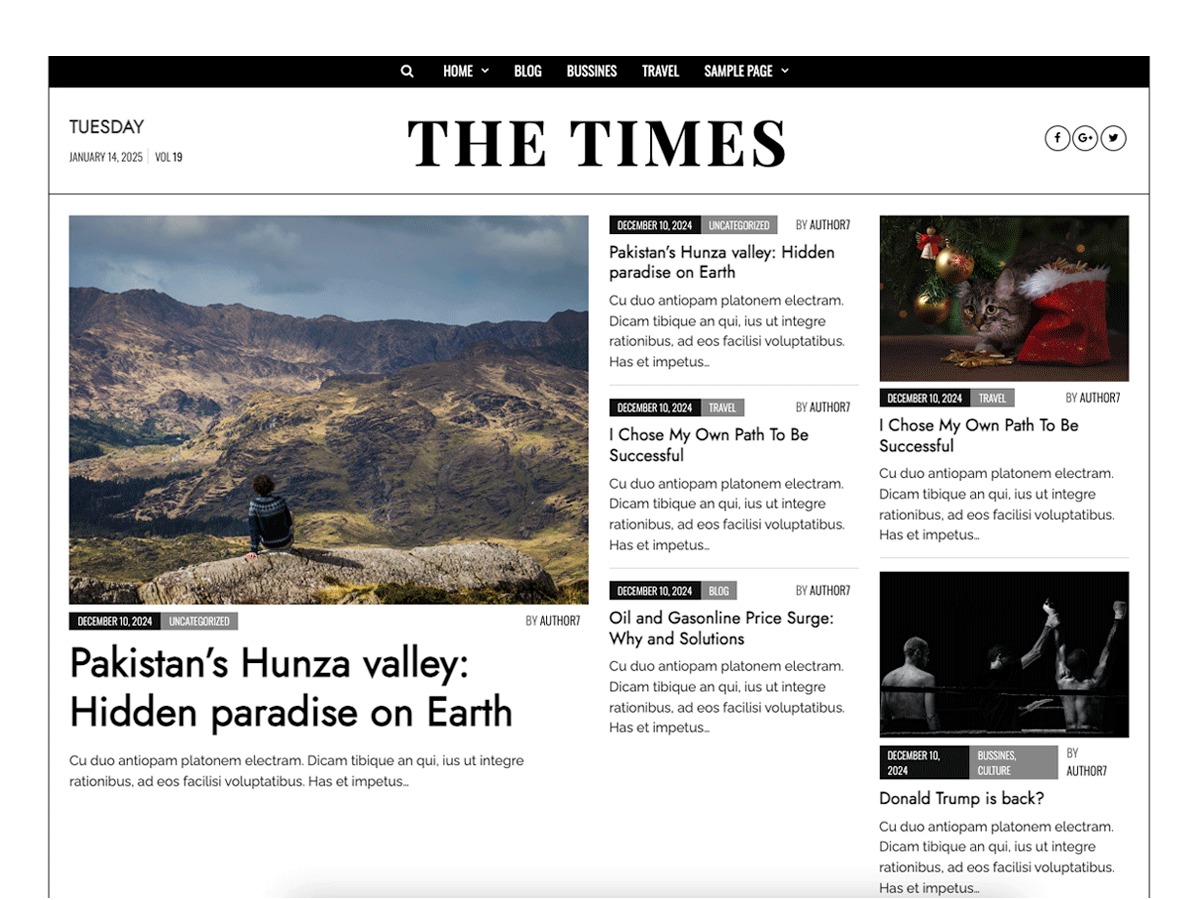 HOME BLOG BUSSINES TRAVEL SAMPLE PAGE
TUESDAY
JANUARY 14, 2025 VOL 19
THE TIMES
f G+
DECEMBER 10, 2024 UNCATEGORIZED BY AUTHOR7
Pakistan's Hunza valley:
Hidden paradise on Earth
Cu duo antiopam platonem electram. Dicam tibique an qui, ius ut integre
rationibus, ad eos facilisi voluptatibus. Has et impetus…
DECEMBER 10, 2024 UNCATEGORIZED BY AUTHOR7
Pakistan's Hunza valley: Hidden
paradise on Earth
Cu duo antiopam platonem electram.
Dicam tibique an qui, ius ut integre
rationibus, ad eos facilisi voluptatibus.
Has et impetus…
DECEMBER 10, 2024 TRAVEL BY AUTHOR7
I Chose My Own Path To Be
Successful
Cu duo antiopam platonem electram.
Dicam tibique an qui, ius ut integre
rationibus, ad eos facilisi voluptatibus.
Has et impetus…
DECEMBER 10, 2024 BLOG BY AUTHOR7
Oil and Gasonline Price Surge:
Why and Solutions
Cu duo antiopam platonem electram.
Dicam tibique an qui, ius ut integre
rationibus, ad eos facilisi voluptatibus.
Has et impetus…
DECEMBER 10, 2024 TRAVEL BY AUTHOR7
I Chose My Own Path To Be
Successful
Cu duo antiopam platonem electram.
Dicam tibique an qui, ius ut integre
rationibus, ad eos facilisi voluptatibus.
Has et impetus…
DECEMBER 10, BUSSINES, BY
2024 CULTURE AUTHOR7
Donald Trump is back?
Cu duo antiopam platonem electram.
Dicam tibique an qui, ius ut integre
rationibus, ad eos facilisi voluptatibus.
Has et impetus…